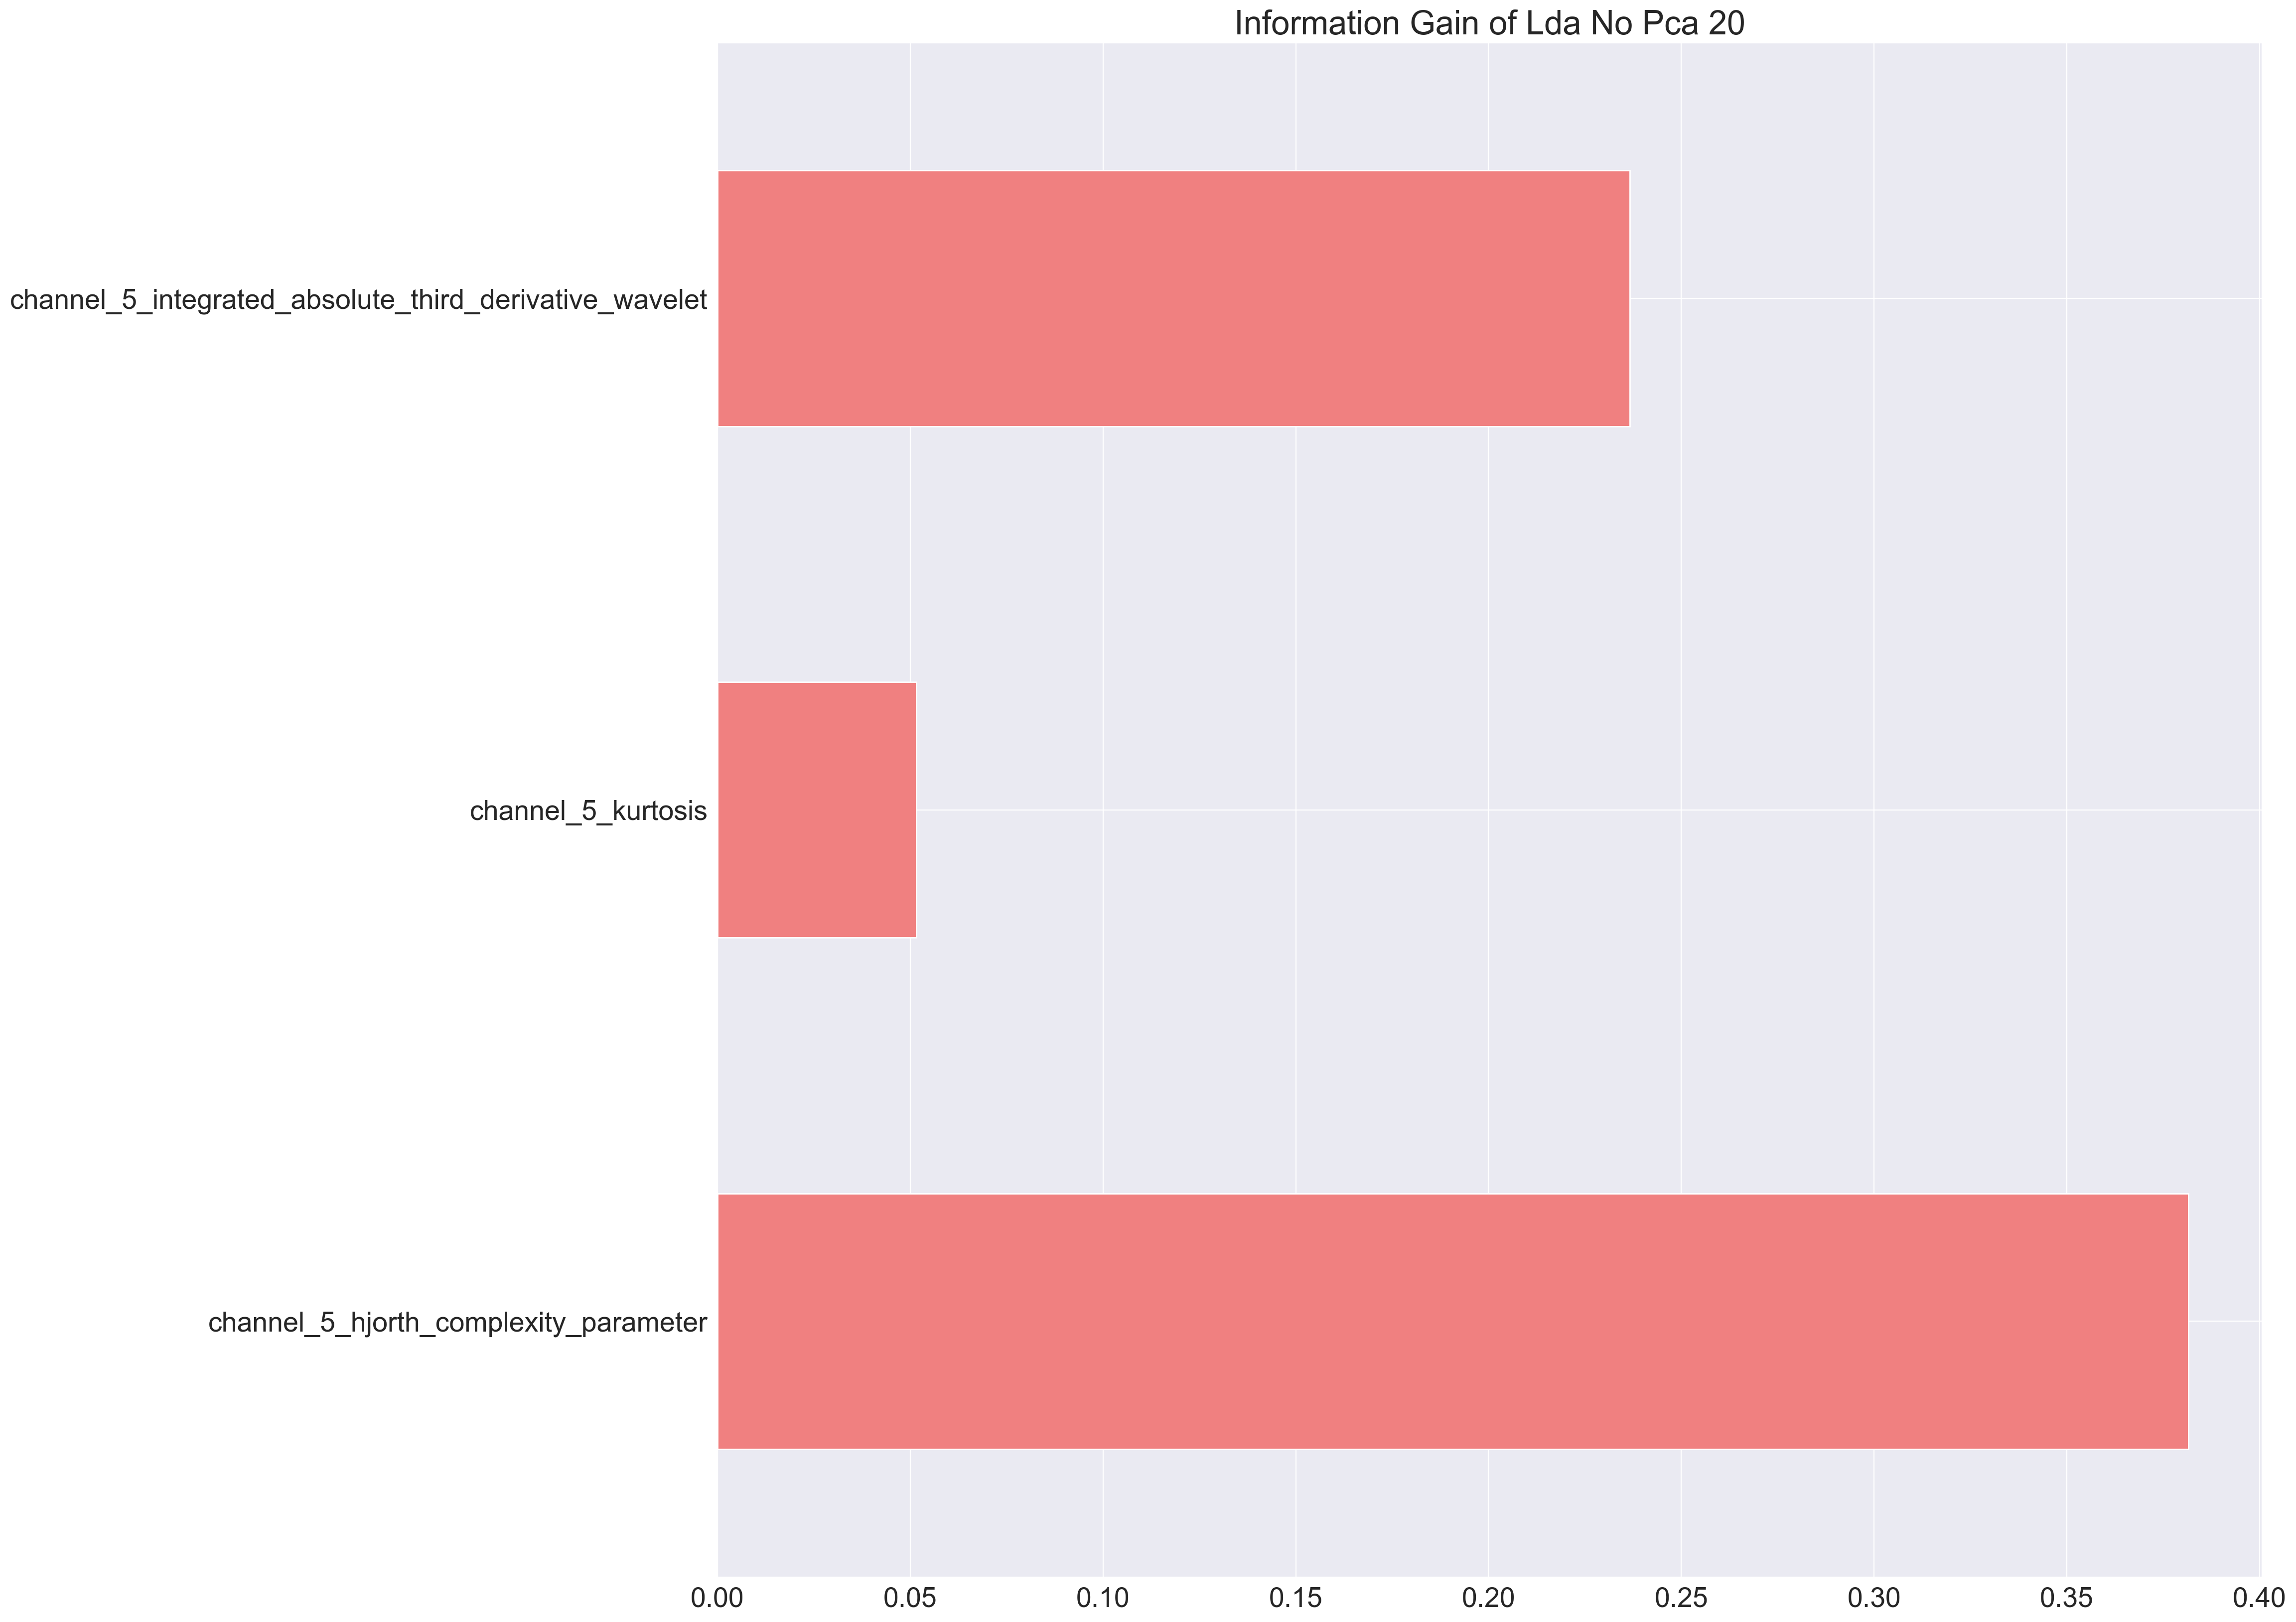 Information Gain of Lda No Pca 20
channel_5_integrated_absolute_third_derivative_wavelet
channel_5_kurtosis
channel_5_hjorth_complexity_parameter
0.00 0.05 0.10 0.15 0.20 0.25 0.30 0.35 0.40